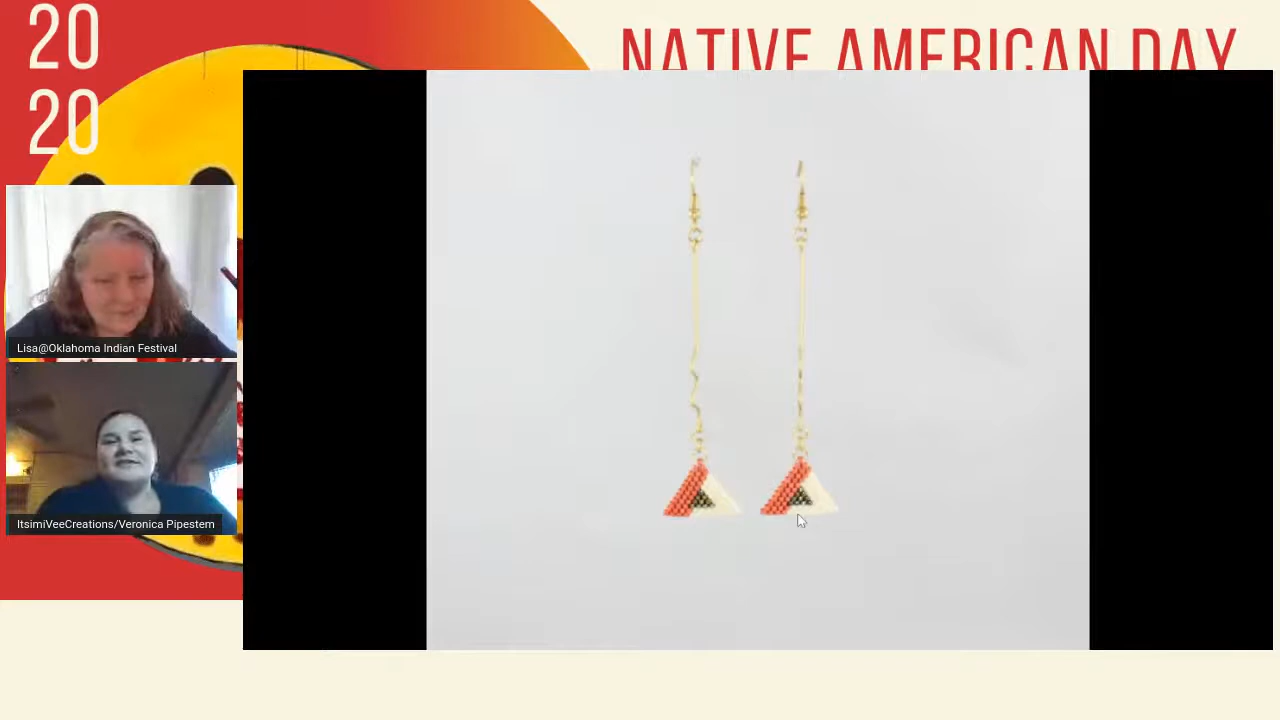 20
20
NATIVE AMERICAN DAY
Lisa@Oklahoma Indian Festival
ItsimiVeeCreations/Veronica Pipestem